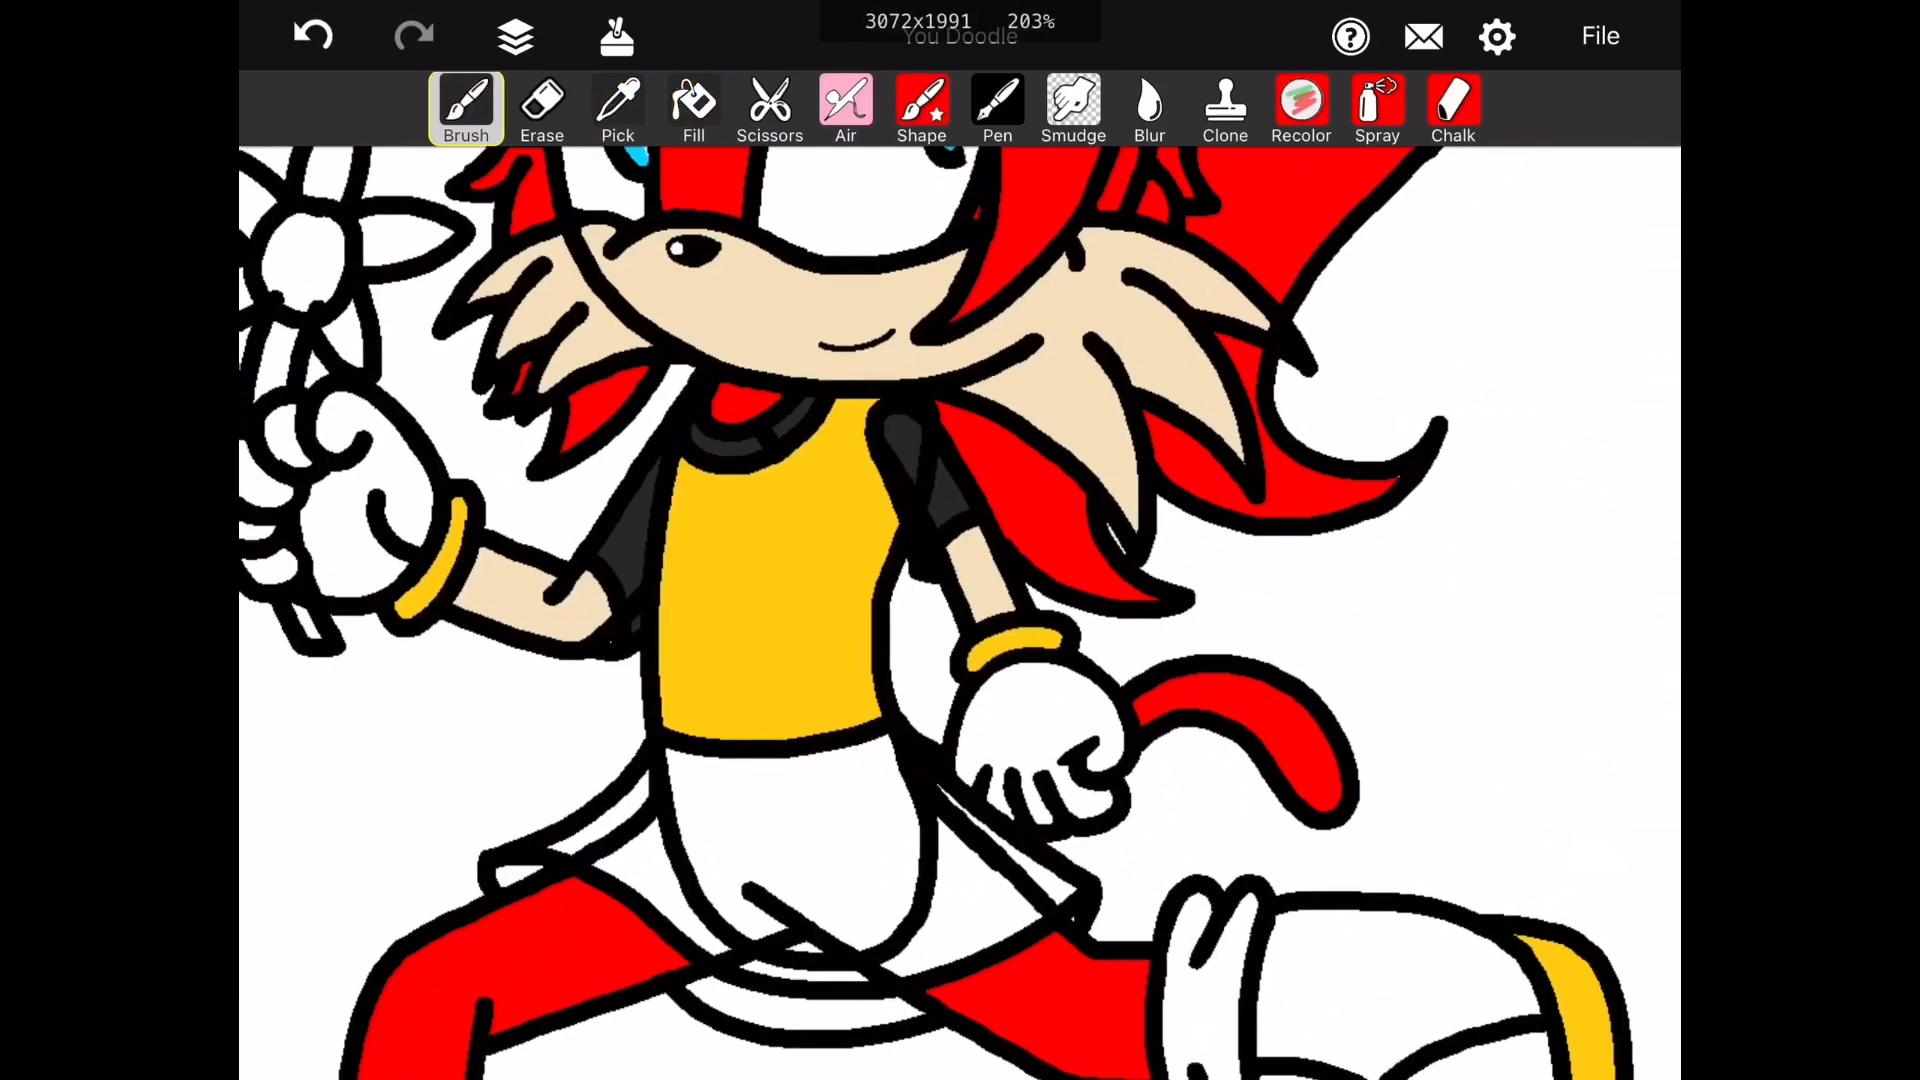 3072x1991 203%
You Doodle
File
Brush Erase Pick Fill Scissors Air Shape Pen Smudge Blur Clone Recolor Spray Chalk